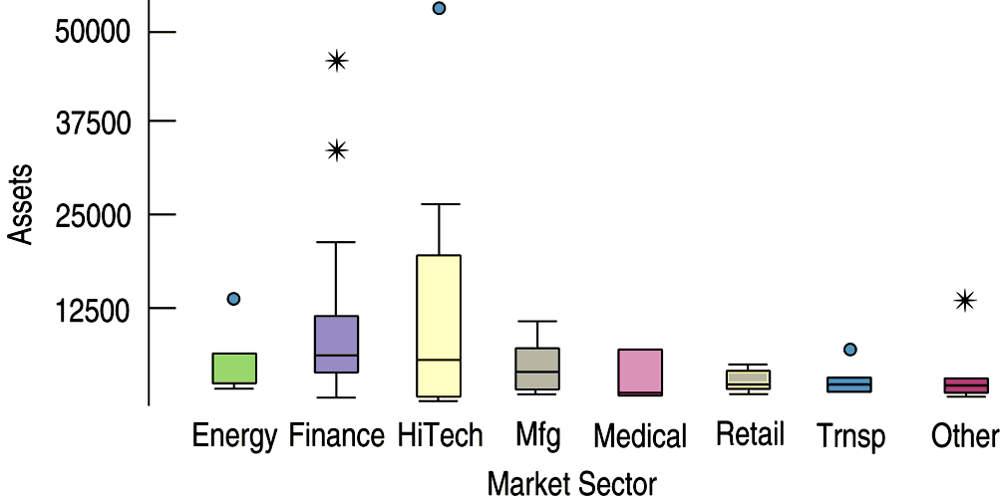 50000
37500
25000
12500
Assets
Energy Finance HiTech Mfg Medical Retail Trnsp Other
Market Sector